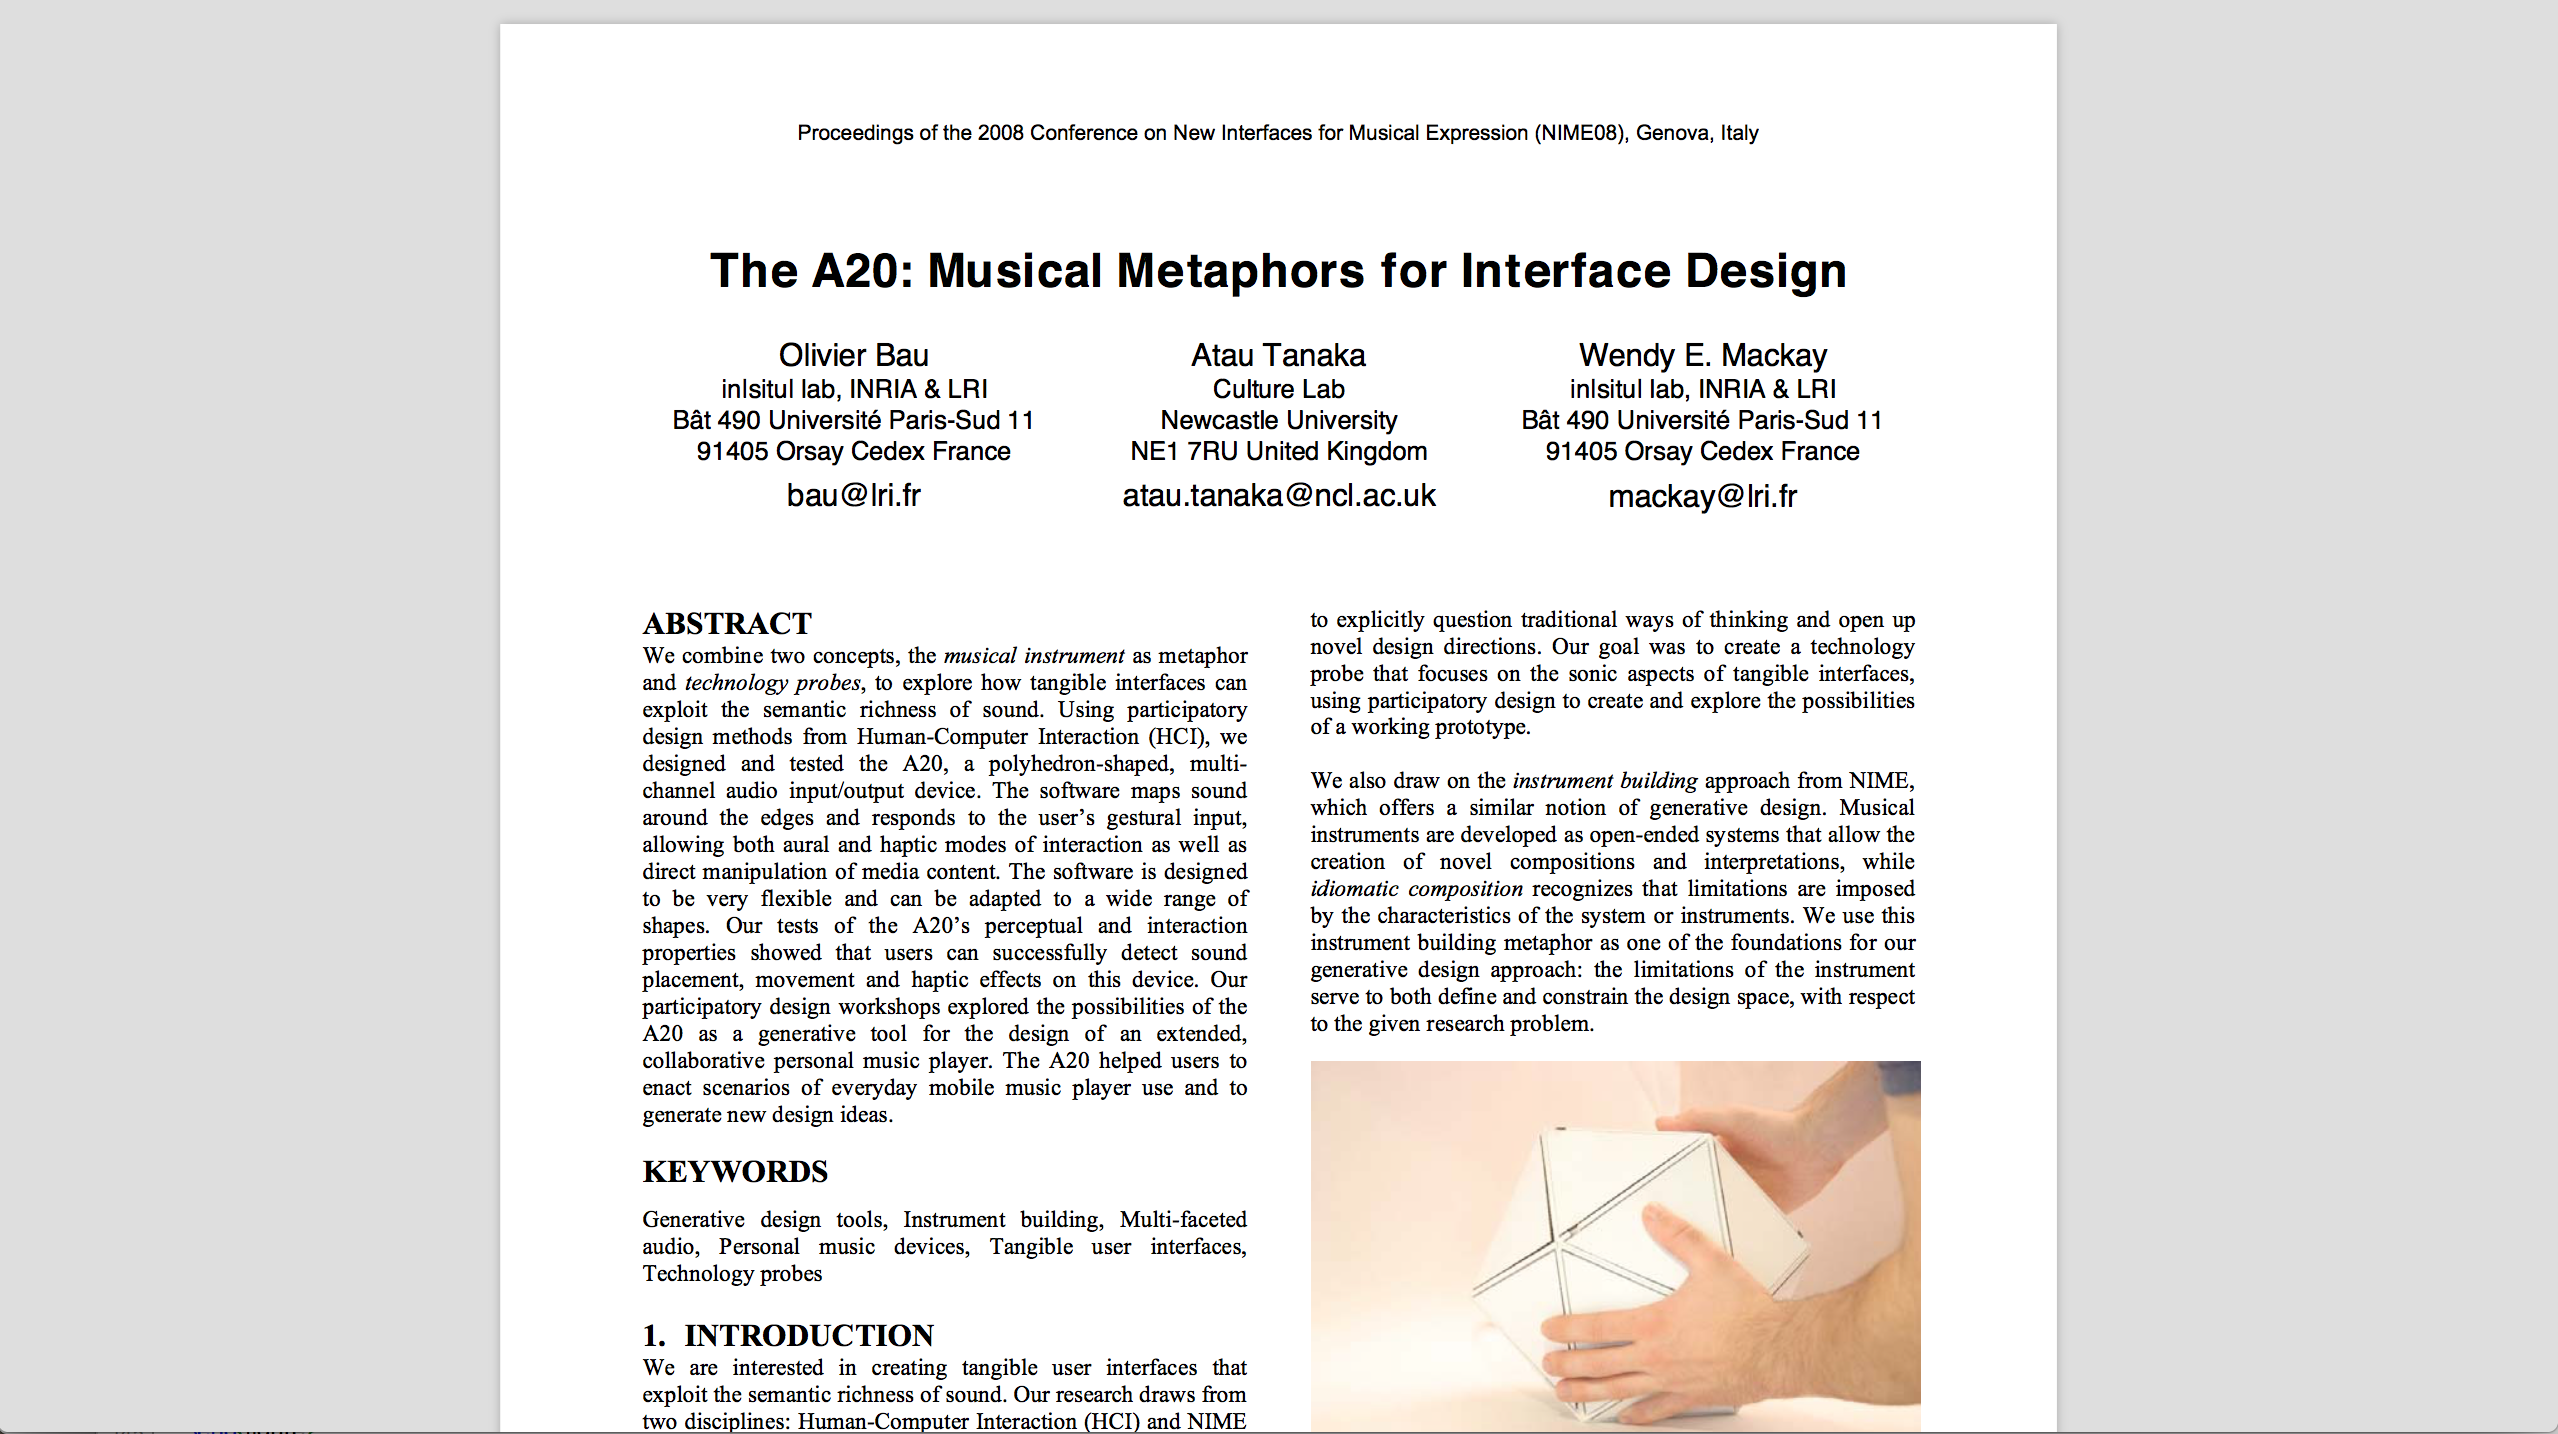 Proceedings of the 2008 Conference on New Interfaces for Musical Expression (NIME08), Genova, Italy
The A20: Musical Metaphors for Interface Design
Olivier Bau
inlsitul lab, INRIA & LRI
Bât 490 Université Paris-Sud 11
91405 Orsay Cedex France
bau@lri.fr
Atau Tanaka
Culture Lab
Newcastle University
NE1 7RU United Kingdom
atau.tanaka@ncl.ac.uk
Wendy E. Mackay
inlsitul lab, INRIA & LRI
Bât 490 Université Paris-Sud 11
91405 Orsay Cedex France
mackay@lri.fr
ABSTRACT
We combine two concepts, the musical instrument as metaphor
and technology probes, to explore how tangible interfaces can
exploit the semantic richness of sound. Using participatory
design methods from Human-Computer Interaction (HCI), we
designed and tested the A20, a polyhedron-shaped, multi-
channel audio input/output device. The software maps sound
around the edges and responds to the user’s gestural input,
allowing both aural and haptic modes of interaction as well as
direct manipulation of media content. The software is designed
to be very flexible and can be adapted to a wide range of
shapes. Our tests of the A20’s perceptual and interaction
properties showed that users can successfully detect sound
placement, movement and haptic effects on this device. Our
participatory design workshops explored the possibilities of the
A20 as a generative tool for the design of an extended,
collaborative personal music player. The A20 helped users to
enact scenarios of everyday mobile music player use and to
generate new design ideas.
KEYWORDS
Generative design tools, Instrument building, Multi-faceted
audio, Personal music devices, Tangible user interfaces,
Technology probes
1. INTRODUCTION
We are interested in creating tangible user interfaces that
exploit the semantic richness of sound. Our research draws from
two disciplines: Human-Computer Interaction (HCI) and NIME
to explicitly question traditional ways of thinking and open up
novel design directions. Our goal was to create a technology
probe that focuses on the sonic aspects of tangible interfaces,
using participatory design to create and explore the possibilities
of a working prototype.
We also draw on the instrument building approach from NIME,
which offers a similar notion of generative design. Musical
instruments are developed as open-ended systems that allow the
creation of novel compositions and interpretations, while
idiomatic composition recognizes that limitations are imposed
by the characteristics of the system or instruments. We use this
instrument building metaphor as one of the foundations for our
generative design approach: the limitations of the instrument
serve to both define and constrain the design space, with respect
to the given research problem.